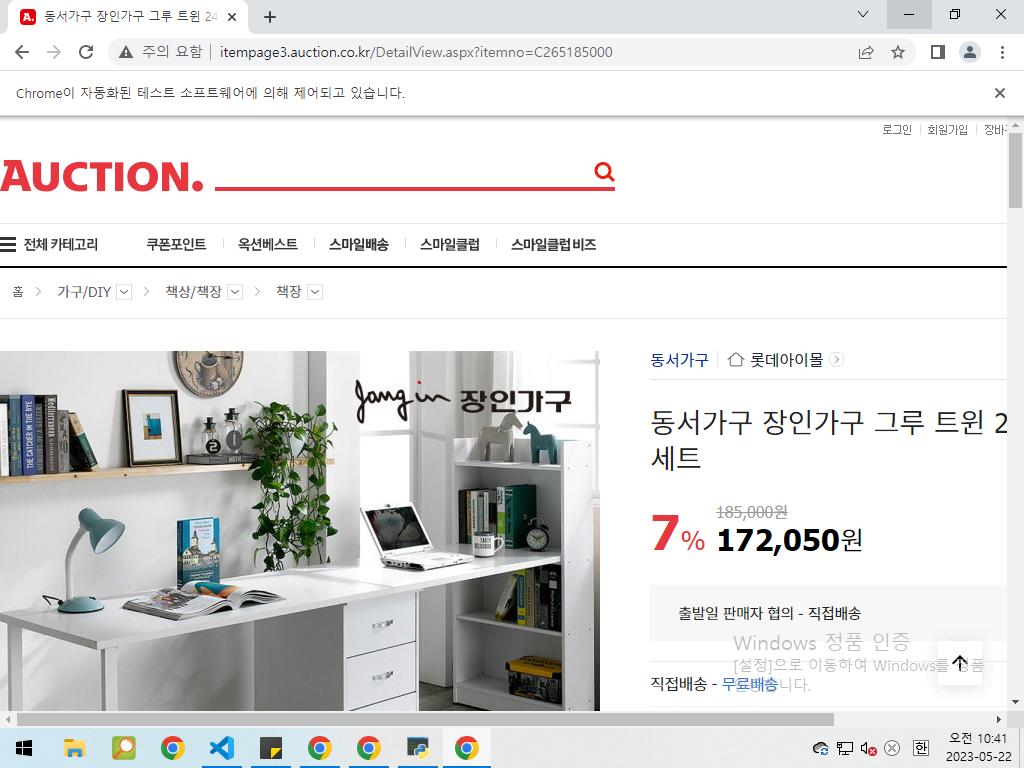 동서가구 장인가구 그루 트윈 24
주의 요함
itempage3.auction.co.kr/DetailView.aspx?itemno=C265185000
Chrome이 자동화된 테스트 소프트웨어에 의해 제어되고 있습니다.
로그인 회원가입 장바
AUCTION.
전체 카테고리 쿠폰포인트 옥션베스트 스마일배송 스마일클럽 스마일클럽 비즈
홈 가구/DIY 책상/책장 책장
Jang in 장인가구
THE CATCHER IN THE RYE
동서가구 롯데아이몰
동서가구 장인가구 그루 트윈 2
세트
185,000원
7% 172,050원
출발일 판매자 협의 - 직접배송
Windows 정품 인증
[설정]으로 이동하여 Windows를 정품
직접배송 - 무료배송
오전 10:41
한
2023-05-22